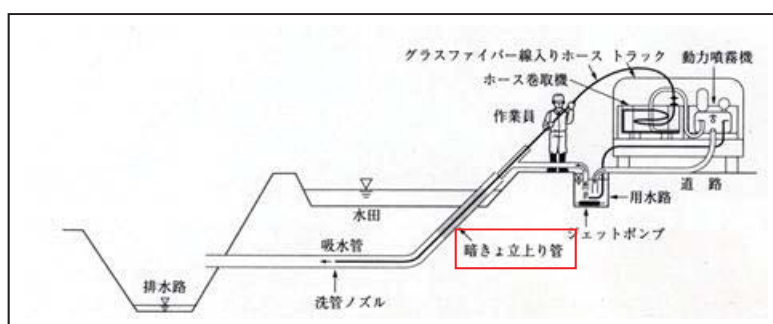 グラスファイバー線入りホース トラック 動力噴霧機
ホース巻取機
作業員
道路
用水路
水田
ジェットポンプ
吸水管
暗きょ立上り管
排水路
洗管ノズル